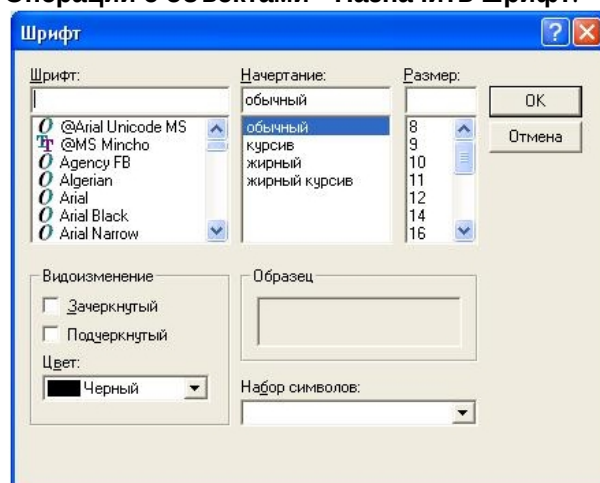 Операции с объектами - Назначить шрифт.
Шрифт
Шрифт:
@Arial Unicode MS
@MS Mincho
Agency FB
Algerian
Arial
Arial Black
Arial Narrow
Начертание:
обычный
обычный
курсив
жирный
жирный курсив
Размер:
8
9
10
11
12
14
16
OK
Отмена
Видоизменение
Зачеркнутый
Подчеркнутый
Цвет:
Черный
Образец
Набор символов: